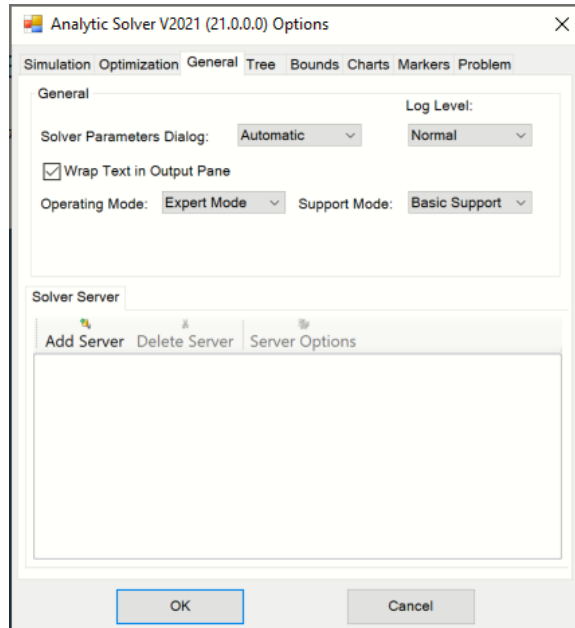 Analytic Solver V2021 (21.0.0.0) Options
Simulation Optimization General Tree Bounds Charts Markers Problem
General
Log Level:
Solver Parameters Dialog: Automatic Normal
Wrap Text in Output Pane
Operating Mode: Expert Mode Support Mode: Basic Support
Solver Server
Add Server Delete Server Server Options
OK Cancel